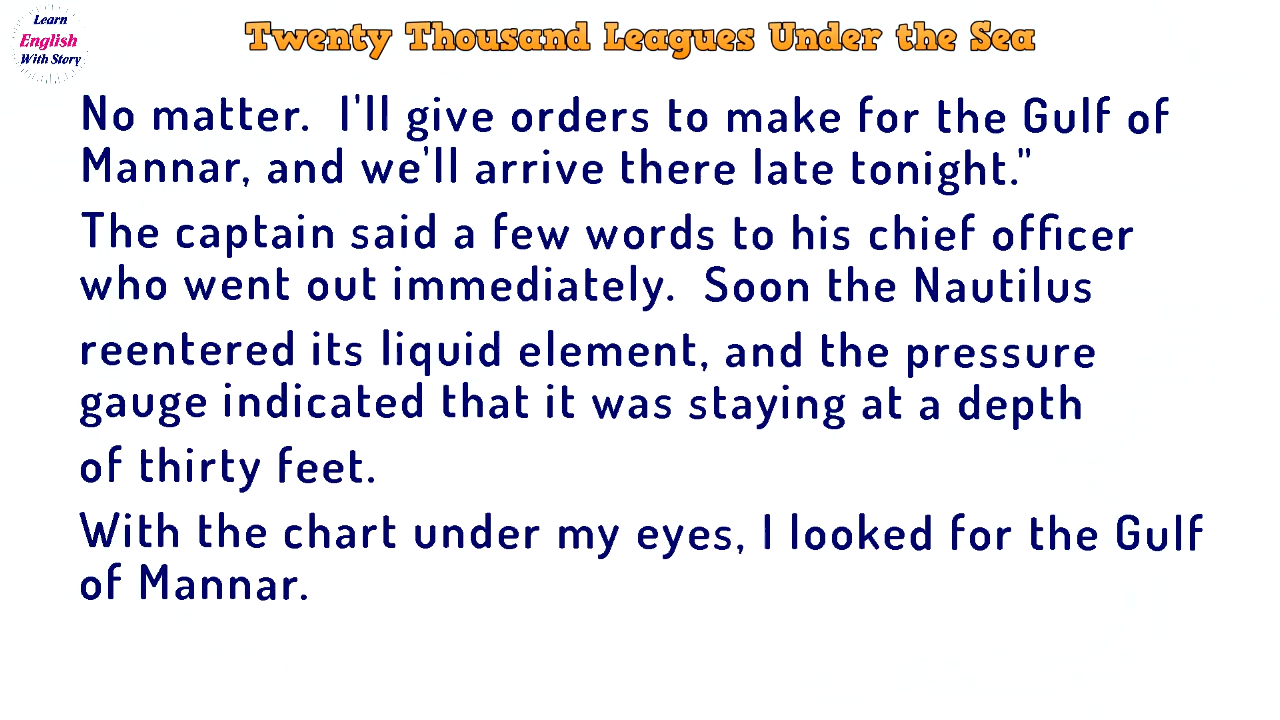 Learn
English
With Story
Twenty Thousand Leagues Under the Sea
No matter.  I'll give orders to make for the Gulf of
Mannar, and we'll arrive there late tonight."
The captain said a few words to his chief officer
who went out immediately.  Soon the Nautilus
reentered its liquid element, and the pressure
gauge indicated that it was staying at a depth
of thirty feet.
With the chart under my eyes, I looked for the Gulf
of Mannar.